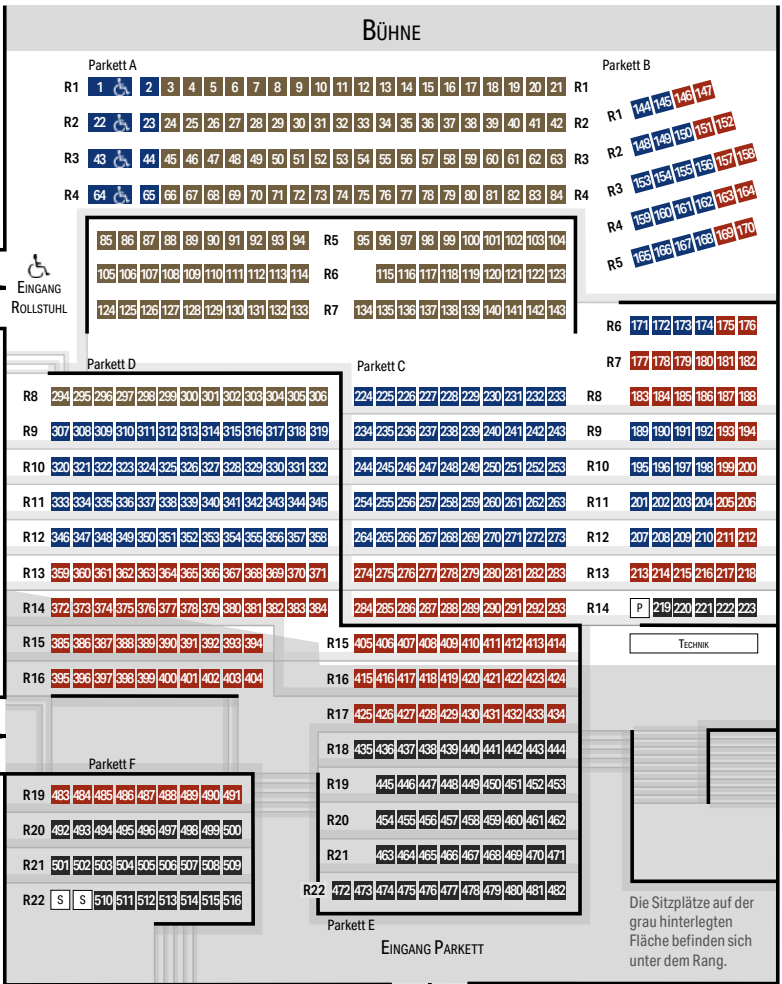 BÜHNE
Parkett A
Parkett B
R1 1 2 3 4 5 6 7 8 9 10 11 12 13 14 15 16 17 18 19 20 21 R1
R1 144 145 146 147
R2 22 23 24 25 26 27 28 29 30 31 32 33 34 35 36 37 38 39 40 41 42 R2
R2 148 149 150 151 152
R3 43 44 45 46 47 48 49 50 51 52 53 54 55 56 57 58 59 60 61 62 63 R3
R3 153 154 155 156 157 158
R4 64 65 66 67 68 69 70 71 72 73 74 75 76 77 78 79 80 81 82 83 84 R4
R4 159 160 161 162 163 164
85 86 87 88 89 90 91 92 93 94 R5 95 96 97 98 99 100 101 102 103 104
R5 165 166 167 168 169 170
105 106 107 108 109 110 111 112 113 114 R6 115 116 117 118 119 120 121 122 123
EINGANG
ROLLSTUHL
124 125 126 127 128 129 130 131 132 133 R7 134 135 136 137 138 139 140 141 142 143
R6 171 172 173 174 175 176
R7 177 178 179 180 181 182
Parkett D
Parkett C
R8 294 295 296 297 298 299 300 301 302 303 304 305 306 224 225 226 227 228 229 230 231 232 233 R8 183 184 185 186 187 188
R9 307 308 309 310 311 312 313 314 315 316 317 318 319 234 235 236 237 238 239 240 241 242 243 R9 189 190 191 192 193 194
R10 320 321 322 323 324 325 326 327 328 329 330 331 332 244 245 246 247 248 249 250 251 252 253 R10 195 196 197 198 199 200
R11 333 334 335 336 337 338 339 340 341 342 343 344 345 254 255 256 257 258 259 260 261 262 263 R11 201 202 203 204 205 206
R12 346 347 348 349 350 351 352 353 354 355 356 357 358 264 265 266 267 268 269 270 271 272 273 R12 207 208 209 210 211 212
R13 359 360 361 362 363 364 365 366 367 368 369 370 371 274 275 276 277 278 279 280 281 282 283 R13 213 214 215 216 217 218
R14 372 373 374 375 376 377 378 379 380 381 382 383 384 284 285 286 287 288 289 290 291 292 293 R14 P 219 220 221 222 223
R15 385 386 387 388 389 390 391 392 393 394 R15 405 406 407 408 409 410 411 412 413 414
TECHNIK
R16 395 396 397 398 399 400 401 402 403 404 R16 415 416 417 418 419 420 421 422 423 424
R17 425 426 427 428 429 430 431 432 433 434
R18 435 436 437 438 439 440 441 442 443 444
Parkett F
R19 445 446 447 448 449 450 451 452 453
R19 483 484 485 486 487 488 489 490 491
R20 454 455 456 457 458 459 460 461 462
R20 492 493 494 495 496 497 498 499 500
R21 463 464 465 466 467 468 469 470 471
R21 501 502 503 504 505 506 507 508 509
R22 472 473 474 475 476 477 478 479 480 481 482
R22 S S 510 511 512 513 514 515 516
Parkett E
EINGANG PARKETT
Die Sitzplätze auf der
grau hinterlegten
Fläche befinden sich
unter dem Rang.